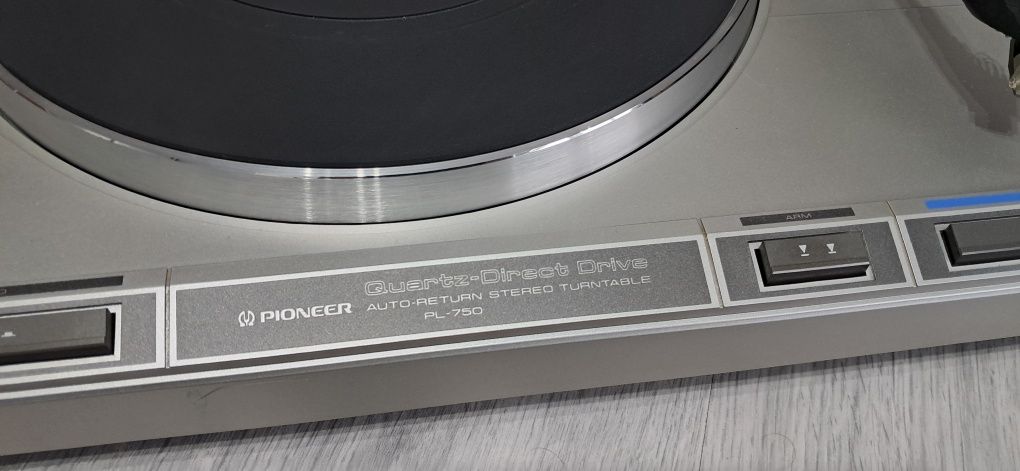 Quartz-Direct Drive
PIONEER AUTO-RETURN STEREO TURNTABLE
PL-750
ARM